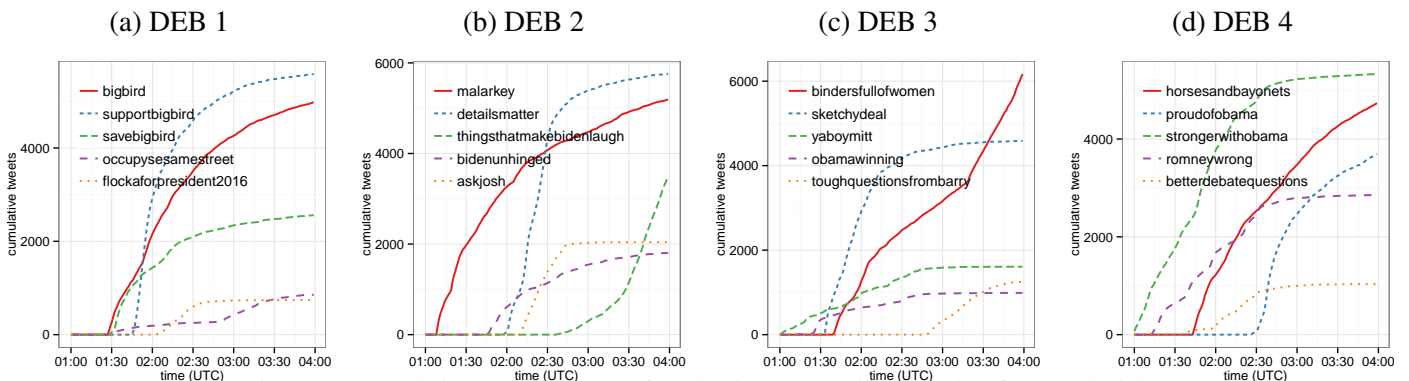 (a) DEB 1
(b) DEB 2
(c) DEB 3
(d) DEB 4
cumulative tweets
4000
2000
0
bigbird
supportbigbird
savebigbird
occupysesamestreet
flockaforpresident2016
01:00 01:30 02:00 02:30 03:00 03:30 04:00
time (UTC)
cumulative tweets
6000
4000
2000
0
malarkey
detailsmatter
thingsthatmakebidenlaugh
bidenunhinged
askjosh
01:00 01:30 02:00 02:30 03:00 03:30 04:00
time (UTC)
cumulative tweets
6000
4000
2000
0
bindersfullofwomen
sketchydeal
yaboymitt
obamawinning
toughquestionsfrombarry
01:00 01:30 02:00 02:30 03:00 03:30 04:00
time (UTC)
cumulative tweets
4000
2000
0
horsesandbayonets
proudofobama
strongerwithobama
romneywrong
betterdebatequestions
01:00 01:30 02:00 02:30 03:00 03:30 04:00
time (UTC)